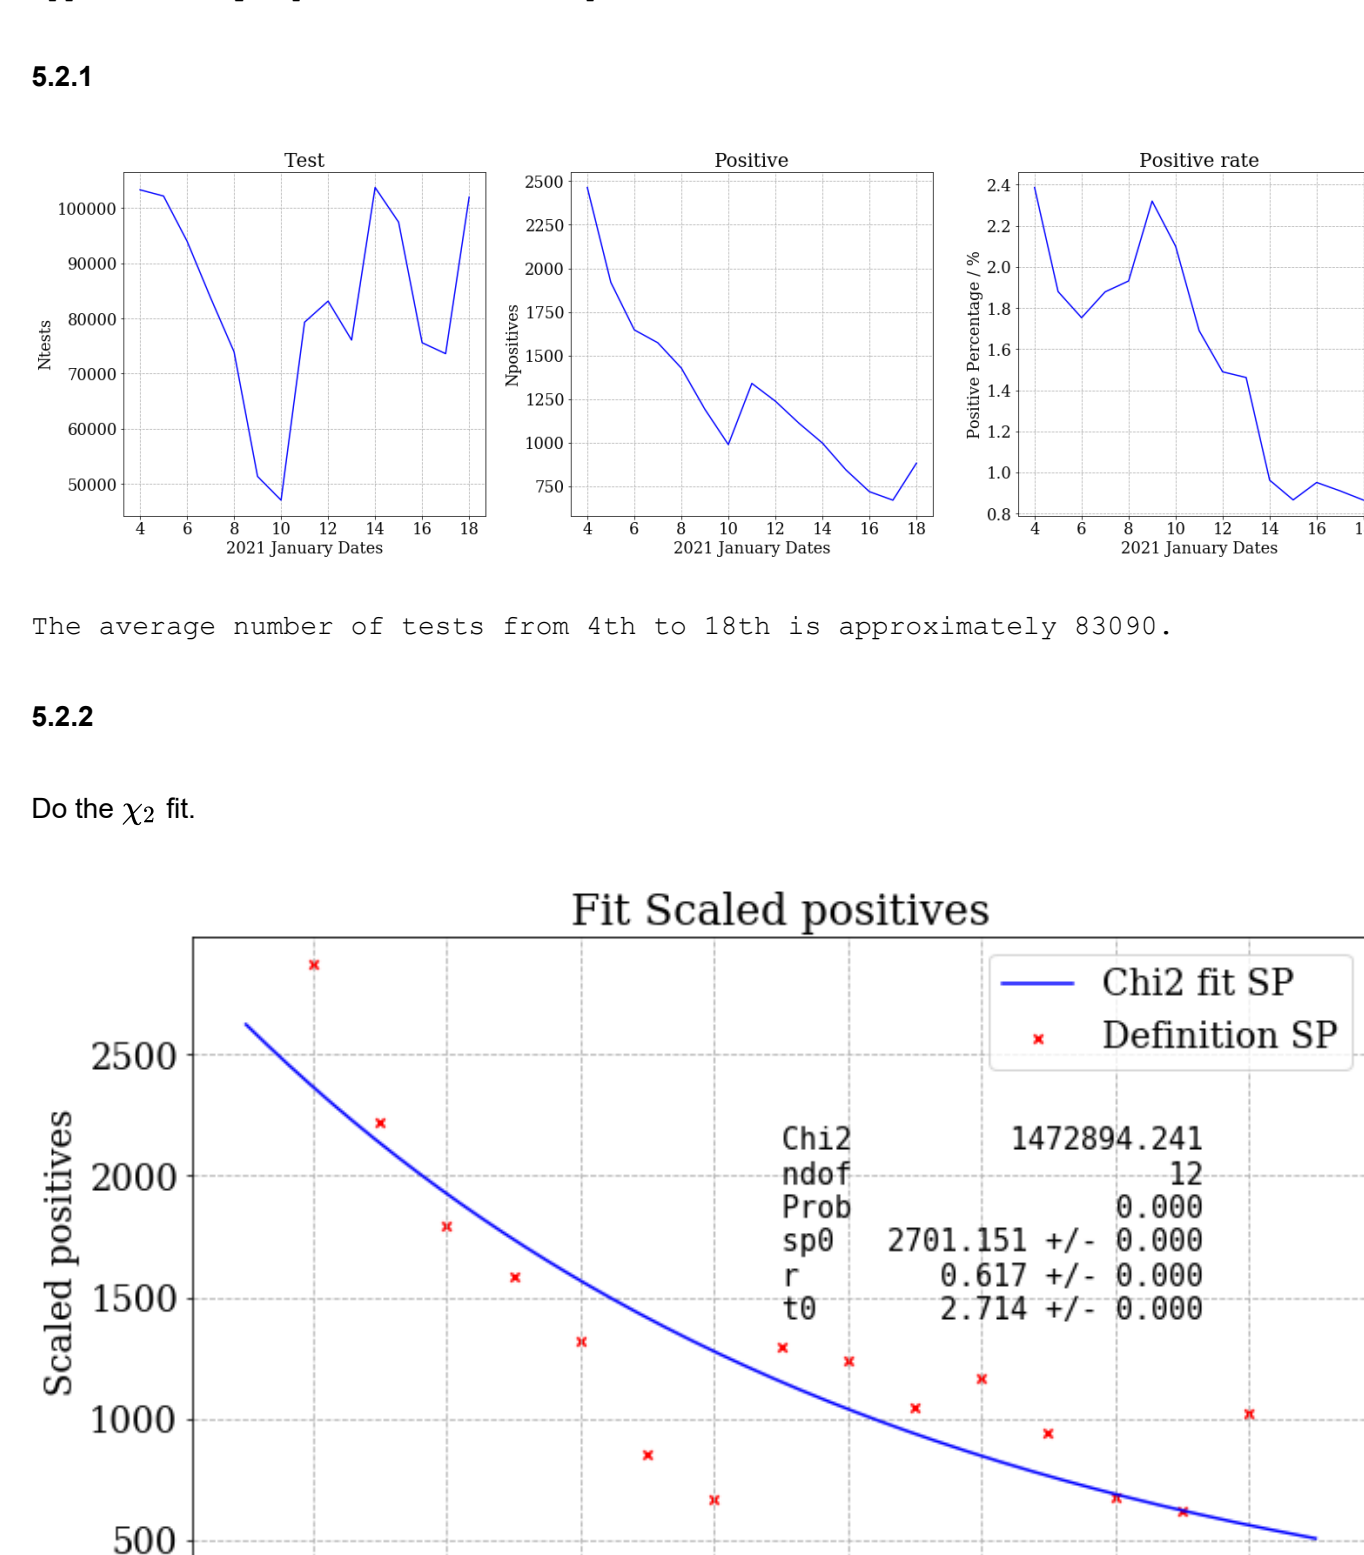 5.2.1
Test
Positive
Positive rate
Ntests
100000
90000
80000
70000
60000
50000
4 6 8 10 12 14 16 18
2021 January Dates
Npositives
2500
2250
2000
1750
1500
1250
1000
750
4 6 8 10 12 14 16 18
2021 January Dates
Positive Percentage / %
2.4
2.2
2.0
1.8
1.6
1.4
1.2
1.0
0.8
4 6 8 10 12 14 16
2021 January Dates
The average number of tests from 4th to 18th is approximately 83090.
5.2.2
Do the χ₂ fit.
Fit Scaled positives
Chi2 fit SP
Definition SP
Scaled positives
2500
2000
1500
1000
500
Chi2 1472894.241
ndof 12
Prob 0.000
sp0 2701.151 +/- 0.000
r 0.617 +/- 0.000
t0 2.714 +/- 0.000